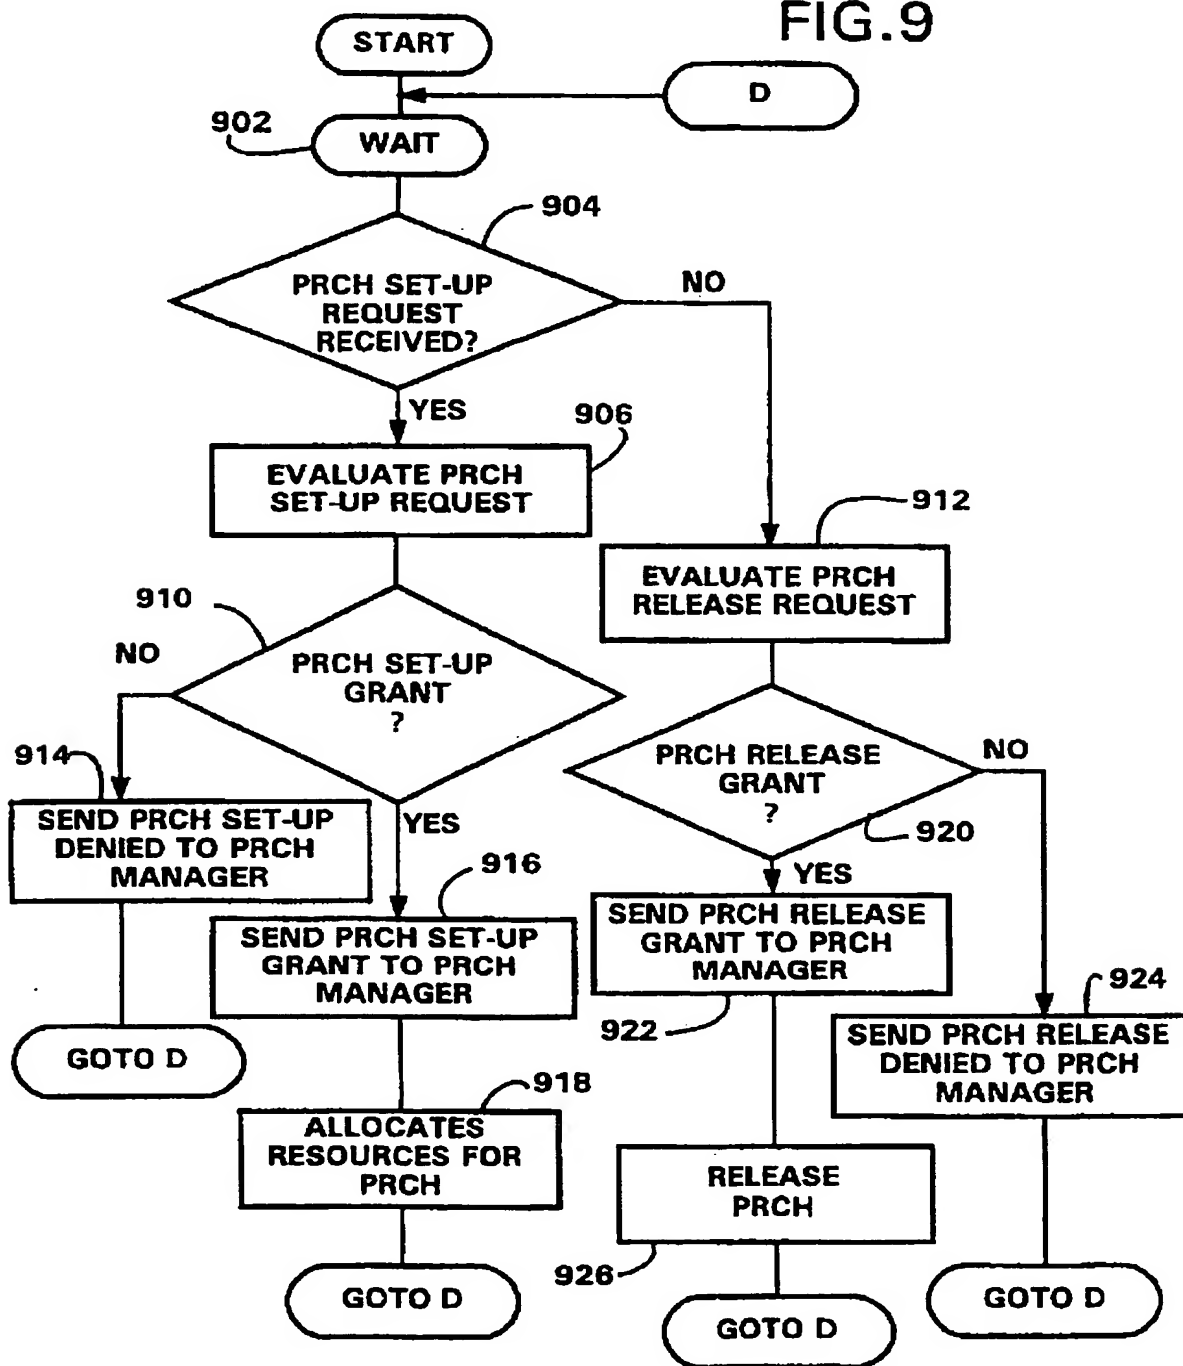 FIG.9
START
D
902
WAIT
904
PRCH SET-UP
REQUEST
RECEIVED?
NO
YES
906
EVALUATE PRCH
SET-UP REQUEST
912
EVALUATE PRCH
RELEASE REQUEST
910
NO
PRCH SET-UP
GRANT
?
914
YES
SEND PRCH SET-UP
DENIED TO PRCH
MANAGER
GOTO D
916
SEND PRCH SET-UP
GRANT TO PRCH
MANAGER
918
ALLOCATES
RESOURCES FOR
PRCH
GOTO D
PRCH RELEASE
GRANT
?
NO
920
YES
SEND PRCH RELEASE
GRANT TO PRCH
MANAGER
922
924
SEND PRCH RELEASE
DENIED TO PRCH
MANAGER
RELEASE
PRCH
926
GOTO D
GOTO D